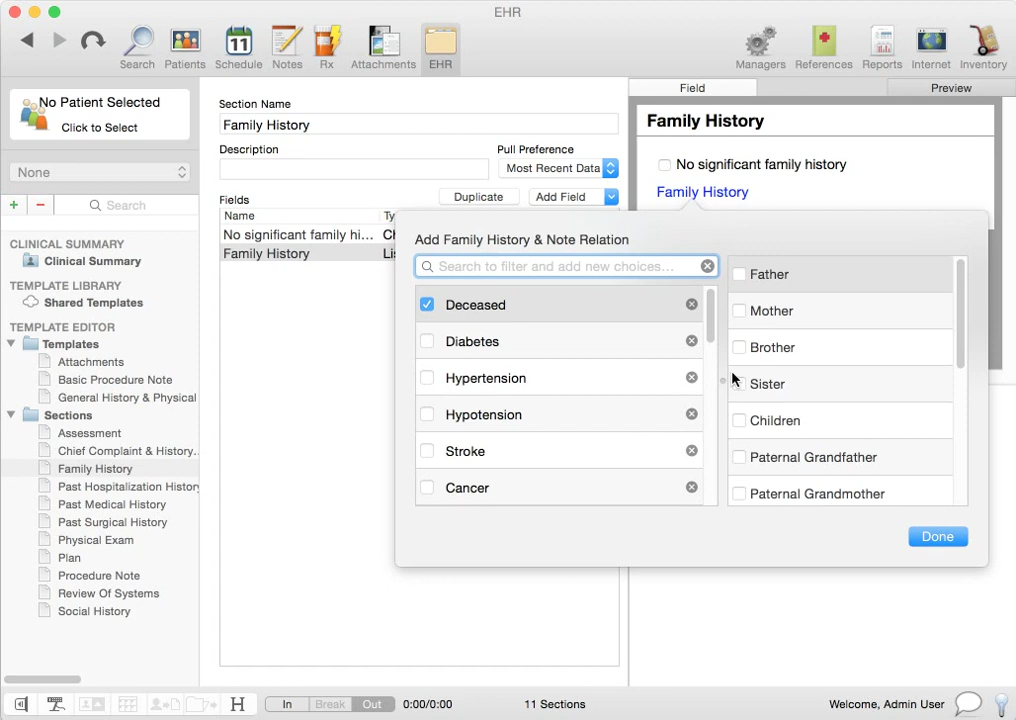 EHR
Search
Patients
Schedule
Notes
Rx
Attachments
EHR
Managers
References
Reports
Internet
Inventory
11
No Patient Selected
Click to Select
None
Search
CLINICAL SUMMARY
Clinical Summary
TEMPLATE LIBRARY
Shared Templates
TEMPLATE EDITOR
Templates
Attachments
Basic Procedure Note
General History & Physical
Sections
Assessment
Chief Complaint & History...
Family History
Past Hospitalization History
Past Medical History
Past Surgical History
Physical Exam
Plan
Procedure Note
Review Of Systems
Social History
Section Name
Family History
Description
Pull Preference
Most Recent Data
Fields
Duplicate
Add Field
Name
Ty
No significant family hi...
Ch
Family History
Lis
Field
Preview
Family History
No significant family history
Family History
Add Family History & Note Relation
Search to filter and add new choices...
Deceased
Diabetes
Hypertension
Hypotension
Stroke
Cancer
Father
Mother
Brother
Sister
Children
Paternal Grandfather
Paternal Grandmother
Done
H
In
Break
Out
0:00/0:00
11 Sections
Welcome, Admin User